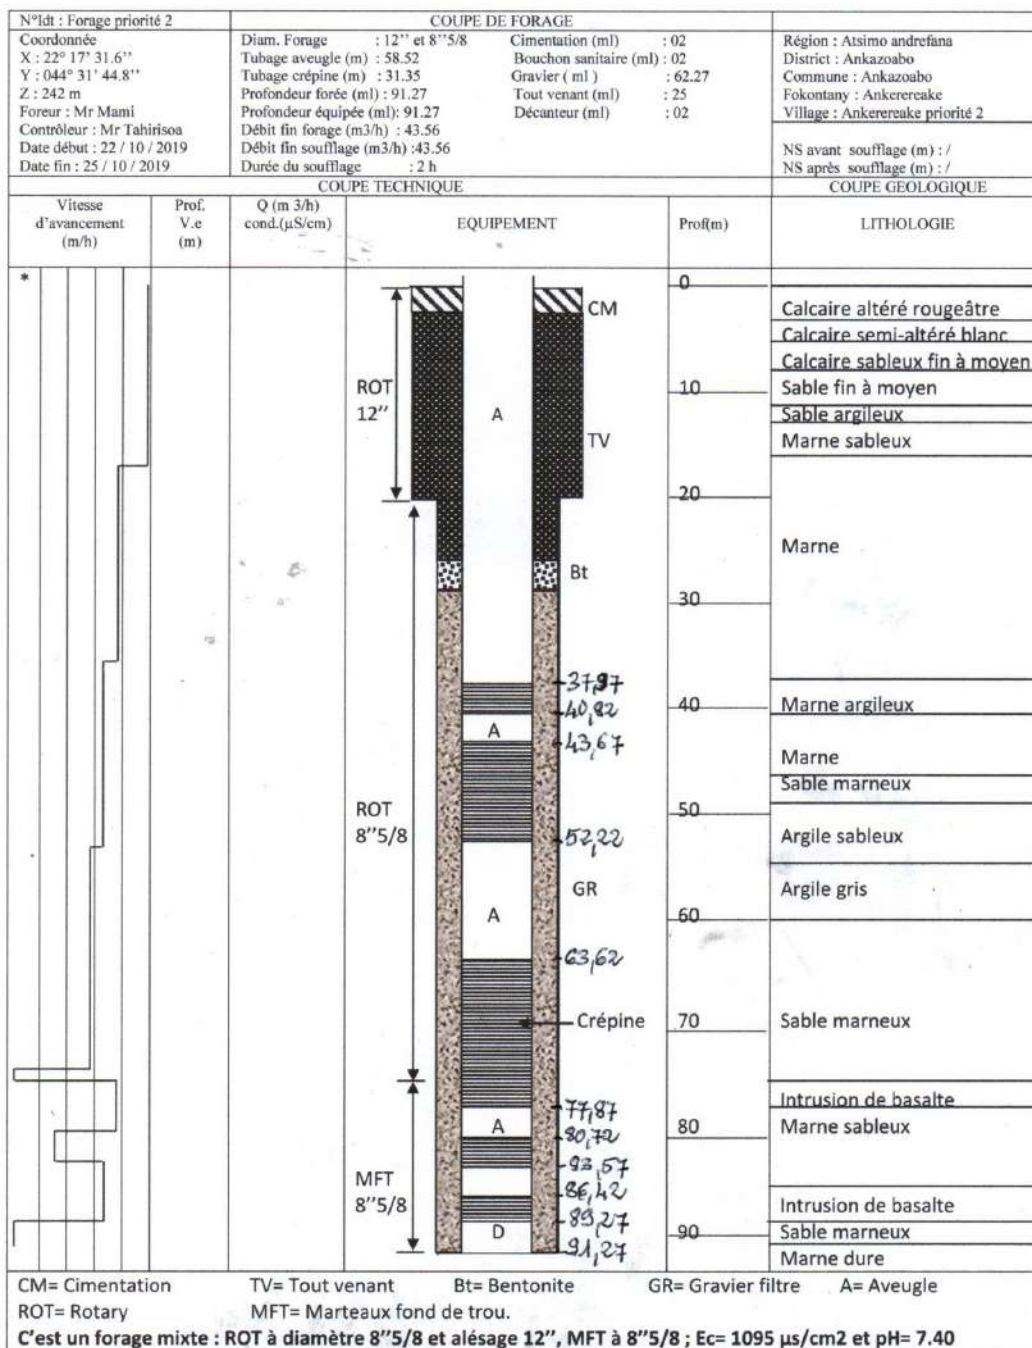 N°Idt : Forage priorité 2
COUPE DE FORAGE
Coordonnée
X : 22° 17' 31.6''
Y : 044° 31' 44.8''
Z : 242 m
Foreur : Mr Mami
Contrôleur : Mr Tahirisoa
Date début : 22 / 10 / 2019
Date fin : 25 / 10 / 2019
Diam. Forage : 12'' et 8''5/8
Tubage aveugle (m) : 58.52
Tubage crépine (m) : 31.35
Profondeur forée (ml) : 91.27
Profondeur équipée (ml): 91.27
Débit fin forage (m3/h) : 43.56
Débit fin soufflage (m3/h) :43.56
Durée du soufflage : 2 h
Cimentation (ml) : 02
Bouchon sanitaire (ml) : 02
Gravier ( ml ) : 62.27
Tout venant (ml) : 25
Décanteur (ml) : 02
Région : Atsimo andrefana
District : Ankazoabo
Commune : Ankazoabo
Fokontany : Ankerereake
Village : Ankerereake priorité 2
NS avant soufflage (m) : /
NS après soufflage (m) : /
COUPE TECHNIQUE
COUPE GEOLOGIQUE
Vitesse
d'avancement
(m/h)
Prof.
V.e
(m)
Q (m 3/h)
cond.(µS/cm)
EQUIPEMENT
Prof(m)
LITHOLOGIE
*
ROT
12''
ROT
8''5/8
MFT
8''5/8
A
A
A
A
D
CM
TV
Bt
37,97
40,82
43,67
52,22
GR
63,62
Crépine
77,87
80,72
83,57
86,42
89,27
91,27
0
10
20
30
40
50
60
70
80
90
Calcaire altéré rougeâtre
Calcaire semi-altéré blanc
Calcaire sableux fin à moyen
Sable fin à moyen
Sable argileux
Marne sableux
Marne
Marne argileux
Marne
Sable marneux
Argile sableux
Argile gris
Sable marneux
Intrusion de basalte
Marne sableux
Intrusion de basalte
Sable marneux
Marne dure
CM= Cimentation TV= Tout venant Bt= Bentonite GR= Gravier filtre A= Aveugle
ROT= Rotary MFT= Marteaux fond de trou.
C'est un forage mixte : ROT à diamètre 8''5/8 et alésage 12'', MFT à 8''5/8 ; Ec= 1095 µs/cm2 et pH= 7.40